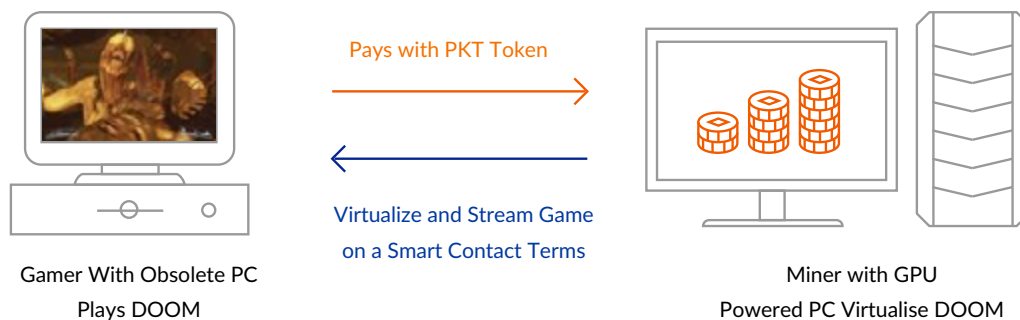 Pays with PKT Token
Virtualize and Stream Game
on a Smart Contact Terms
Gamer With Obsolete PC
Plays DOOM
Miner with GPU
Powered PC Virtualise DOOM